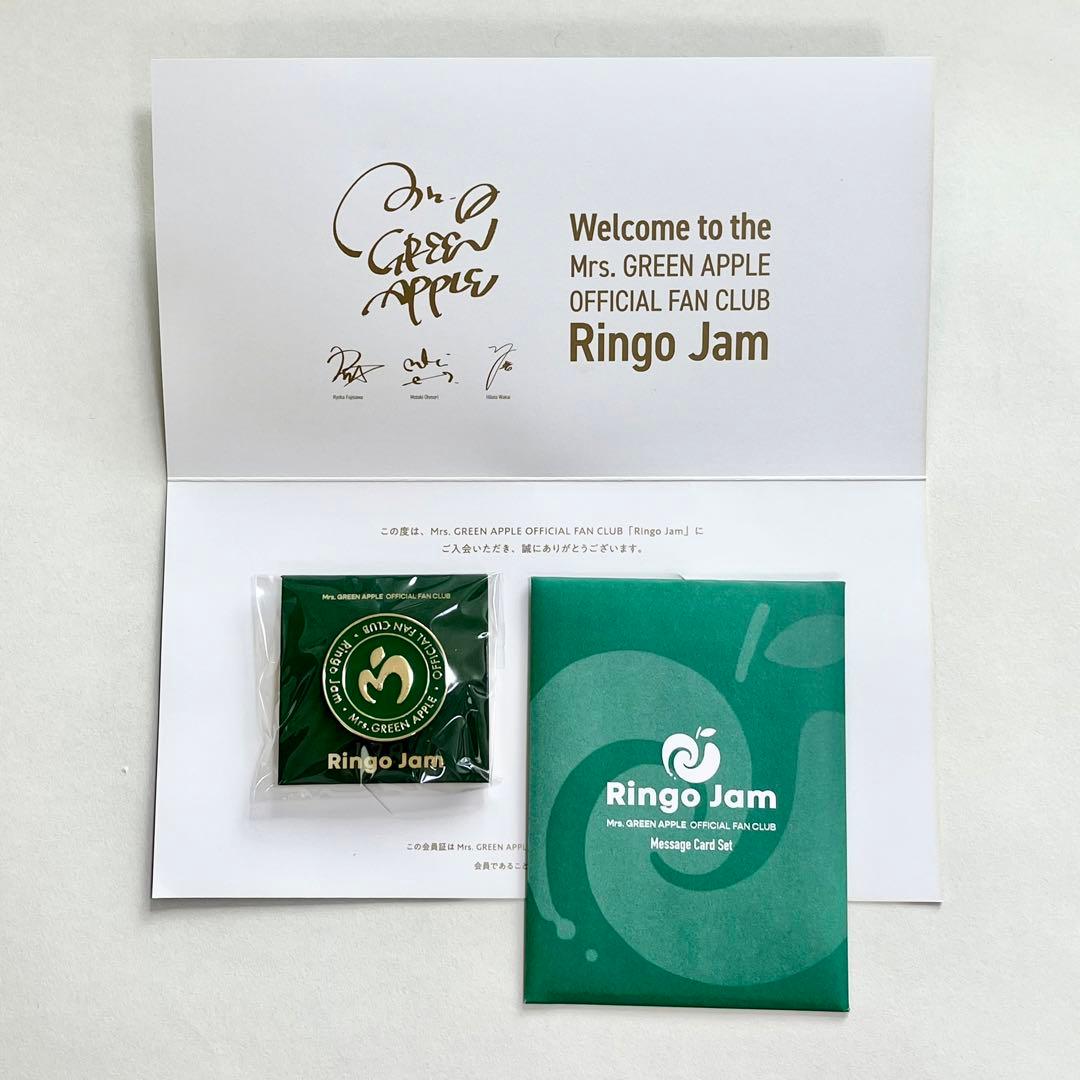 Mrs.
GREEN
APPLE
Ryoka Fujisawa
Motoki Ohmori
Hiroto Wakai
Welcome to the
Mrs. GREEN APPLE
OFFICIAL FAN CLUB
Ringo Jam
この度は、Mrs. GREEN APPLE OFFICIAL FAN CLUB「Ringo Jam」に
ご入会いただき、誠にありがとうございます。
Mrs. GREEN APPLE OFFICIAL FAN CLUB
Ringo Jam • Mrs. GREEN APPLE • OFFICIAL FAN CLUB •
Ringo Jam
この会員証は Mrs. GREEN APPL
会員であること
Ringo Jam
Mrs. GREEN APPLE OFFICIAL FAN CLUB
Message Card Set